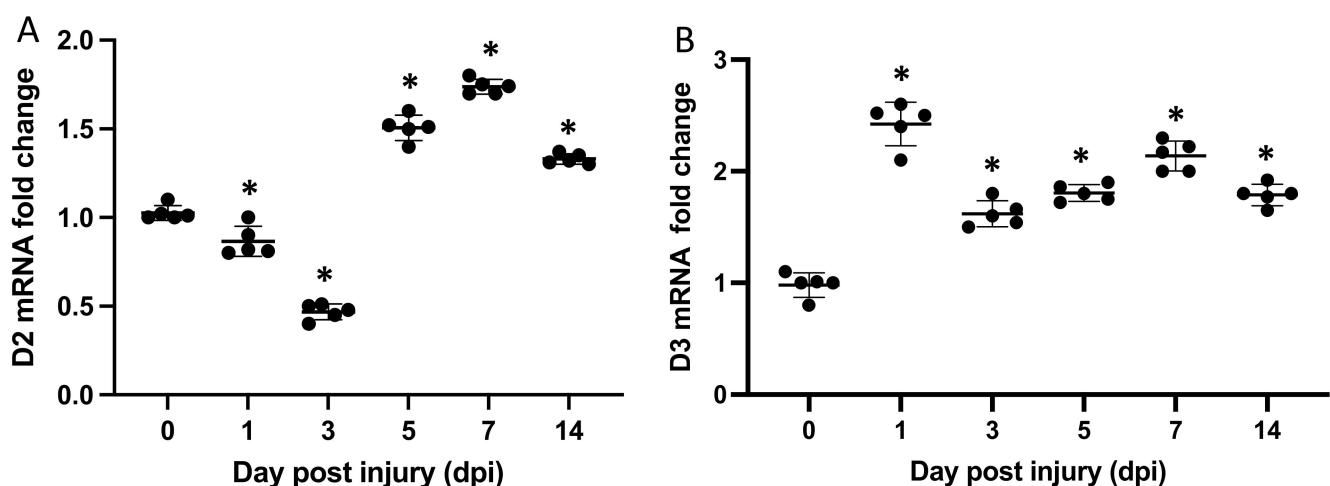 A
D2 mRNA fold change
2.0
1.5
1.0
0.5
0.0
* * * * *
0 1 3 5 7 14
Day post injury (dpi)
B
D3 mRNA fold change
3
2
1
0
* * * * *
0 1 3 5 7 14
Day post injury (dpi)